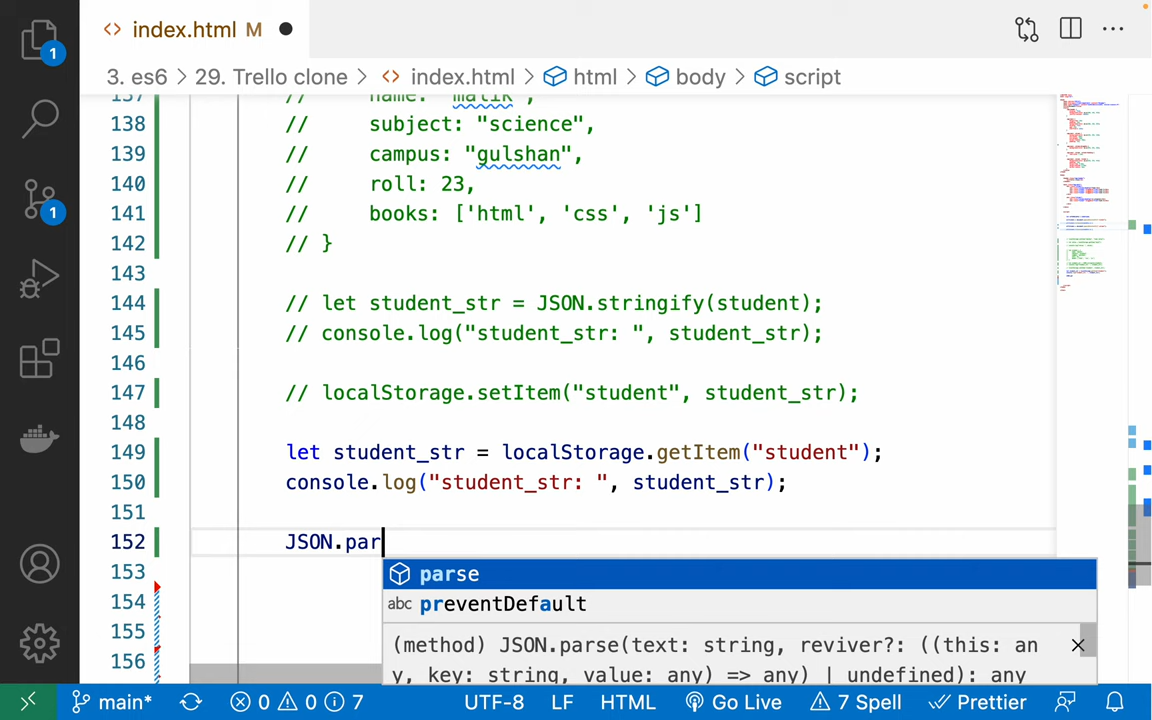 1
index.html M
3. es6 > 29. Trello clone > index.html > html > body > script
137 // name: "malik",
138 // subject: "science",
139 // campus: "gulshan",
140 // roll: 23,
141 // books: ['html', 'css', 'js']
142 // }
143
144 // let student_str = JSON.stringify(student);
145 // console.log("student_str: ", student_str);
146
147 // localStorage.setItem("student", student_str);
148
149 let student_str = localStorage.getItem("student");
150 console.log("student_str: ", student_str);
151
152 JSON.par
153 parse
154 abc preventDefault
155 (method) JSON.parse(text: string, reviver?: ((this: an
156 y, key: string, value: any) => any) | undefined): any
1
main* 0 0 7 UTF-8 LF HTML Go Live 7 Spell Prettier